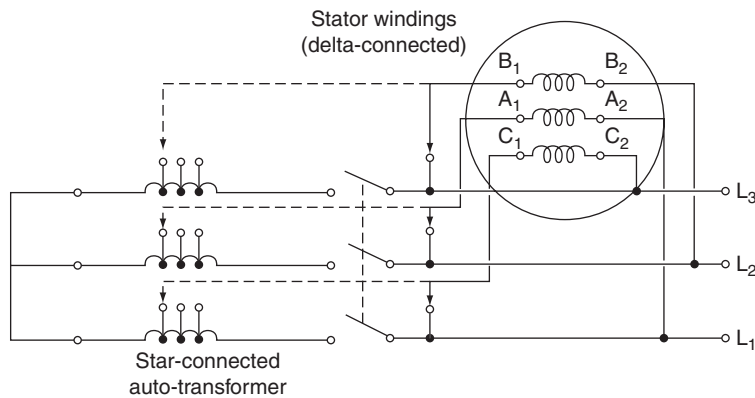 Stator windings
(delta-connected)
B₁ B₂
A₁ A₂
C₁ C₂
L₃
L₂
L₁
Star-connected
auto-transformer